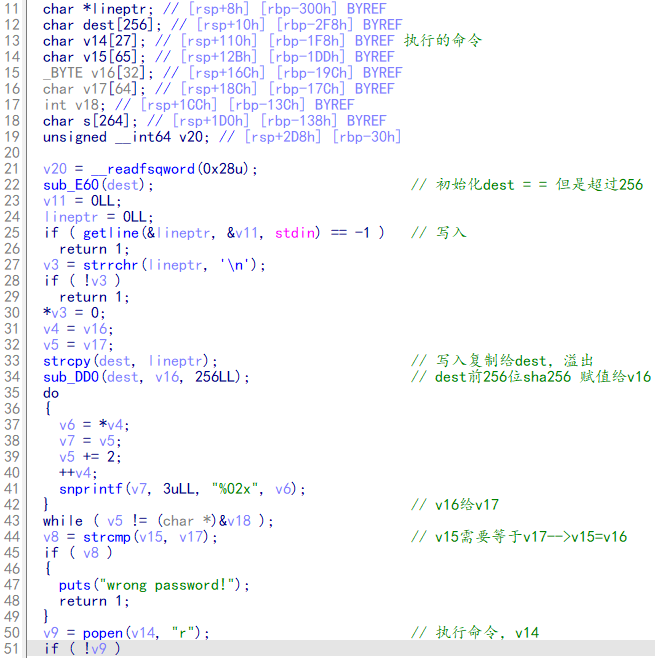 11 char *lineptr; // [rsp+8h] [rbp-300h] BYREF
12 char dest[256]; // [rsp+10h] [rbp-2F8h] BYREF
13 char v14[27]; // [rsp+110h] [rbp-1F8h] BYREF 执行的命令
14 char v15[65]; // [rsp+12Bh] [rbp-1DDh] BYREF
15 _BYTE v16[32]; // [rsp+16Ch] [rbp-19Ch] BYREF
16 char v17[64]; // [rsp+18Ch] [rbp-17Ch] BYREF
17 int v18; // [rsp+1CCh] [rbp-13Ch] BYREF
18 char s[264]; // [rsp+1D0h] [rbp-138h] BYREF
19 unsigned __int64 v20; // [rsp+2D8h] [rbp-30h]
20
21 v20 = __readfsqword(0x28u);
22 sub_E60(dest); // 初始化dest = = 但是超过256
23 v11 = 0LL;
24 lineptr = 0LL;
25 if ( getline(&lineptr, &v11, stdin) == -1 ) // 写入
26 return 1;
27 v3 = strrchr(lineptr, '\n');
28 if ( !v3 )
29 return 1;
30 *v3 = 0;
31 v4 = v16;
32 v5 = v17;
33 strcpy(dest, lineptr); // 写入复制给dest, 溢出
34 sub_DD0(dest, v16, 256LL); // dest前256位sha256 赋值给v16
35 do
36 {
37 v6 = *v4;
38 v7 = v5;
39 v5 += 2;
40 ++v4;
41 snprintf(v7, 3uLL, "%02x", v6);
42 } // v16给v17
43 while ( v5 != (char *)&v18 );
44 v8 = strcmp(v15, v17); // v15需要等于v17-->v15=v16
45 if ( v8 )
46 {
47 puts("wrong password!");
48 return 1;
49 }
50 v9 = popen(v14, "r"); // 执行命令, v14
51 if ( !v9 )